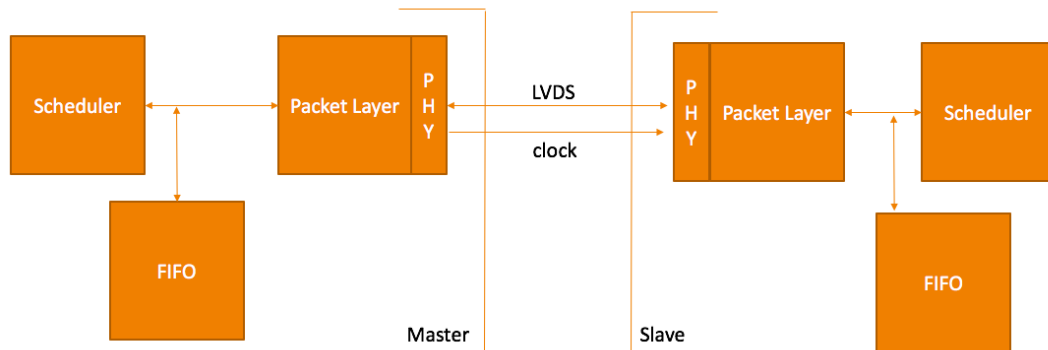 Scheduler
Packet Layer
P
H
Y
LVDS
clock
P
H
Y
Packet Layer
Scheduler
FIFO
FIFO
Master
Slave